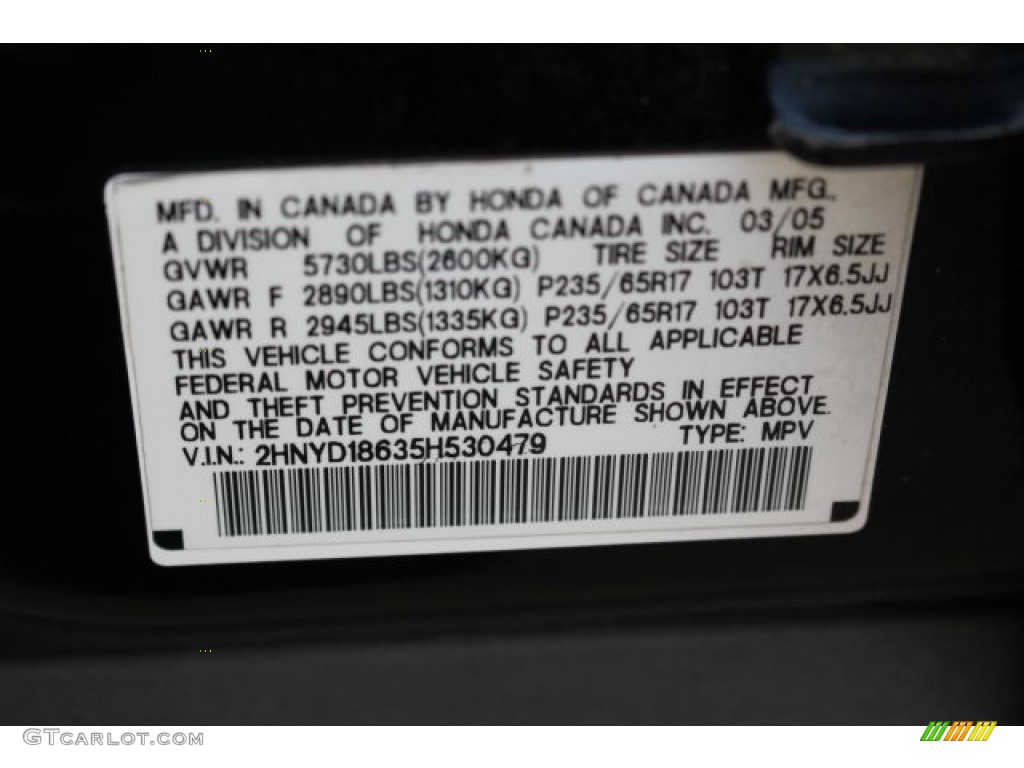 MFD. IN CANADA BY HONDA OF CANADA MFG.,
A DIVISION OF HONDA CANADA INC. 03/05
GVWR 5730LBS(2600KG) TIRE SIZE RIM SIZE
GAWR F 2890LBS(1310KG) P235/65R17 103T 17X6.5JJ
GAWR R 2945LBS(1335KG) P235/65R17 103T 17X6.5JJ
THIS VEHICLE CONFORMS TO ALL APPLICABLE
FEDERAL MOTOR VEHICLE SAFETY
AND THEFT PREVENTION STANDARDS IN EFFECT
ON THE DATE OF MANUFACTURE SHOWN ABOVE.
V.I.N.: 2HNYD18635H530479 TYPE: MPV
GTCARLOT.COM